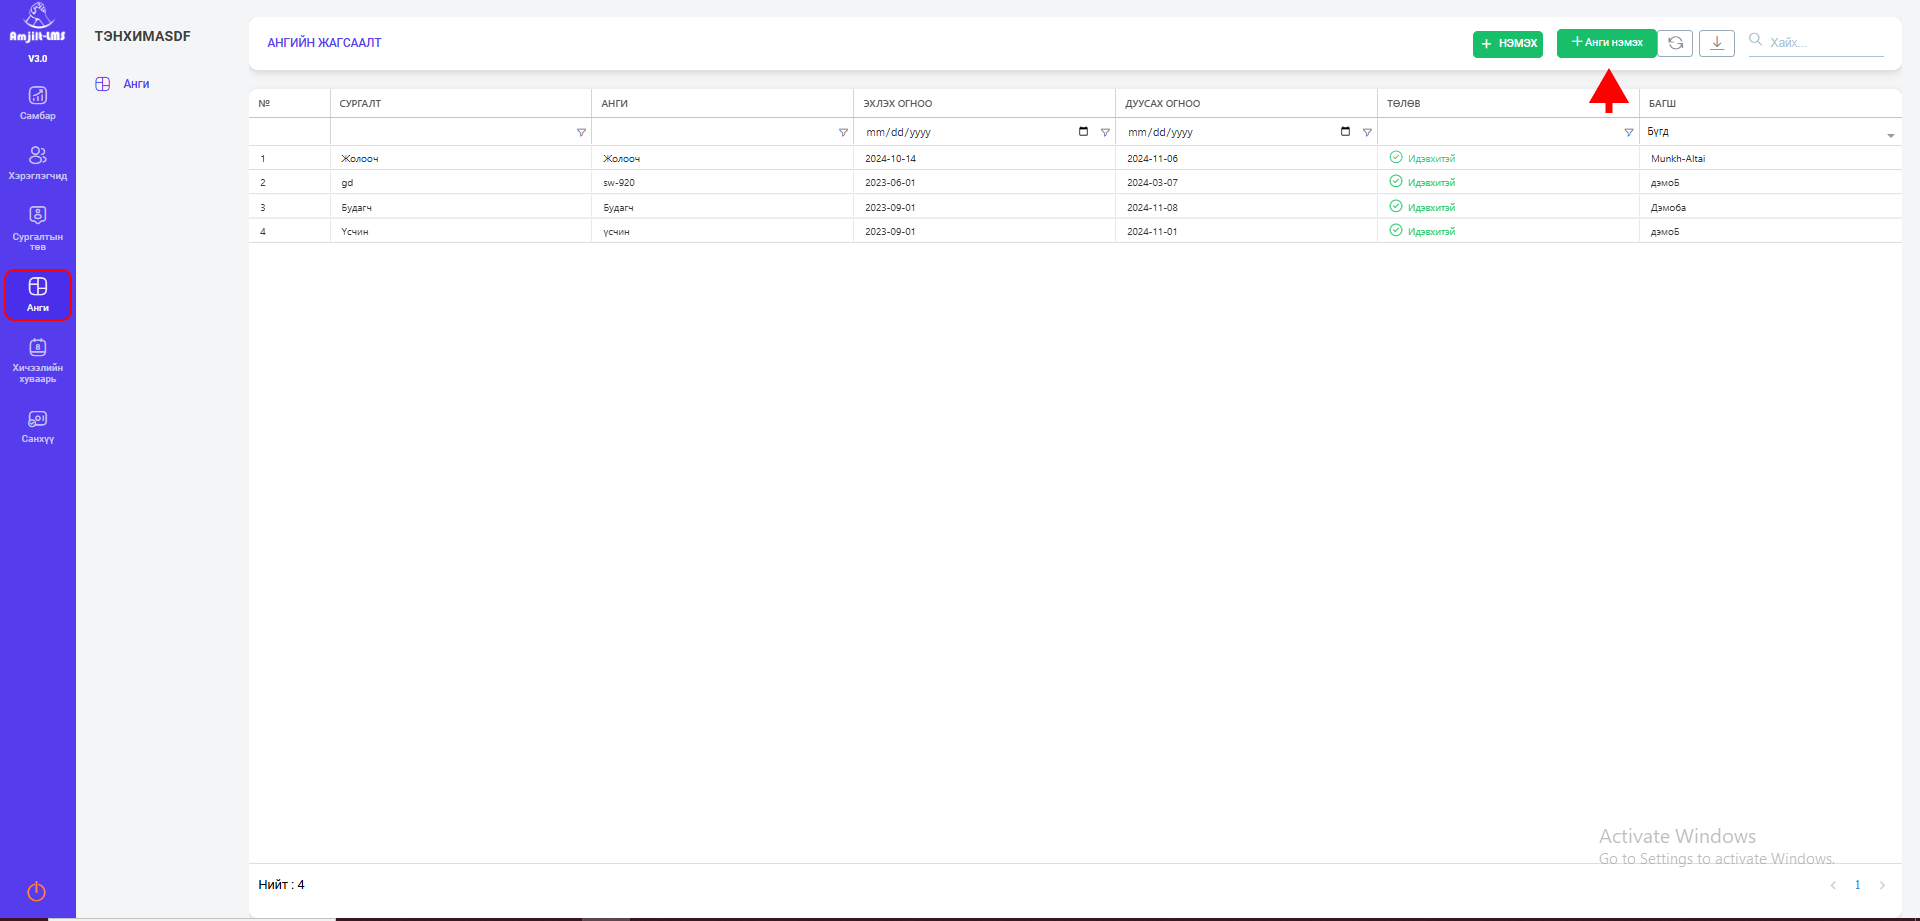 Amjilt-LMS
V3.0
Самбар
Хэрэглэгчид
Сургалтын
төв
Анги
Хичээлийн
хуваарь
Санхүү
ТЭНХИМASDF
Анги
АНГИЙН ЖАГСААЛТ
+ НЭМЭХ
+ Анги нэмэх
Хайх...
№ СУРГАЛТ АНГИ ЭХЛЭХ ОГНОО ДУУСАХ ОГНОО ТӨЛӨВ БАГШ
mm/dd/yyyy mm/dd/yyyy Бүгд
1 Жолооч Жолооч 2024-10-14 2024-11-06 Идэвхитэй Munkh-Altai
2 gd sw-920 2023-06-01 2024-03-07 Идэвхитэй дэмоБ
3 Будагч Будагч 2023-09-01 2024-11-08 Идэвхитэй Дэмоба
4 Үсчин үсчин 2023-09-01 2024-11-01 Идэвхитэй дэмоБ
Activate Windows
Go to Settings to activate Windows.
Нийт : 4
1